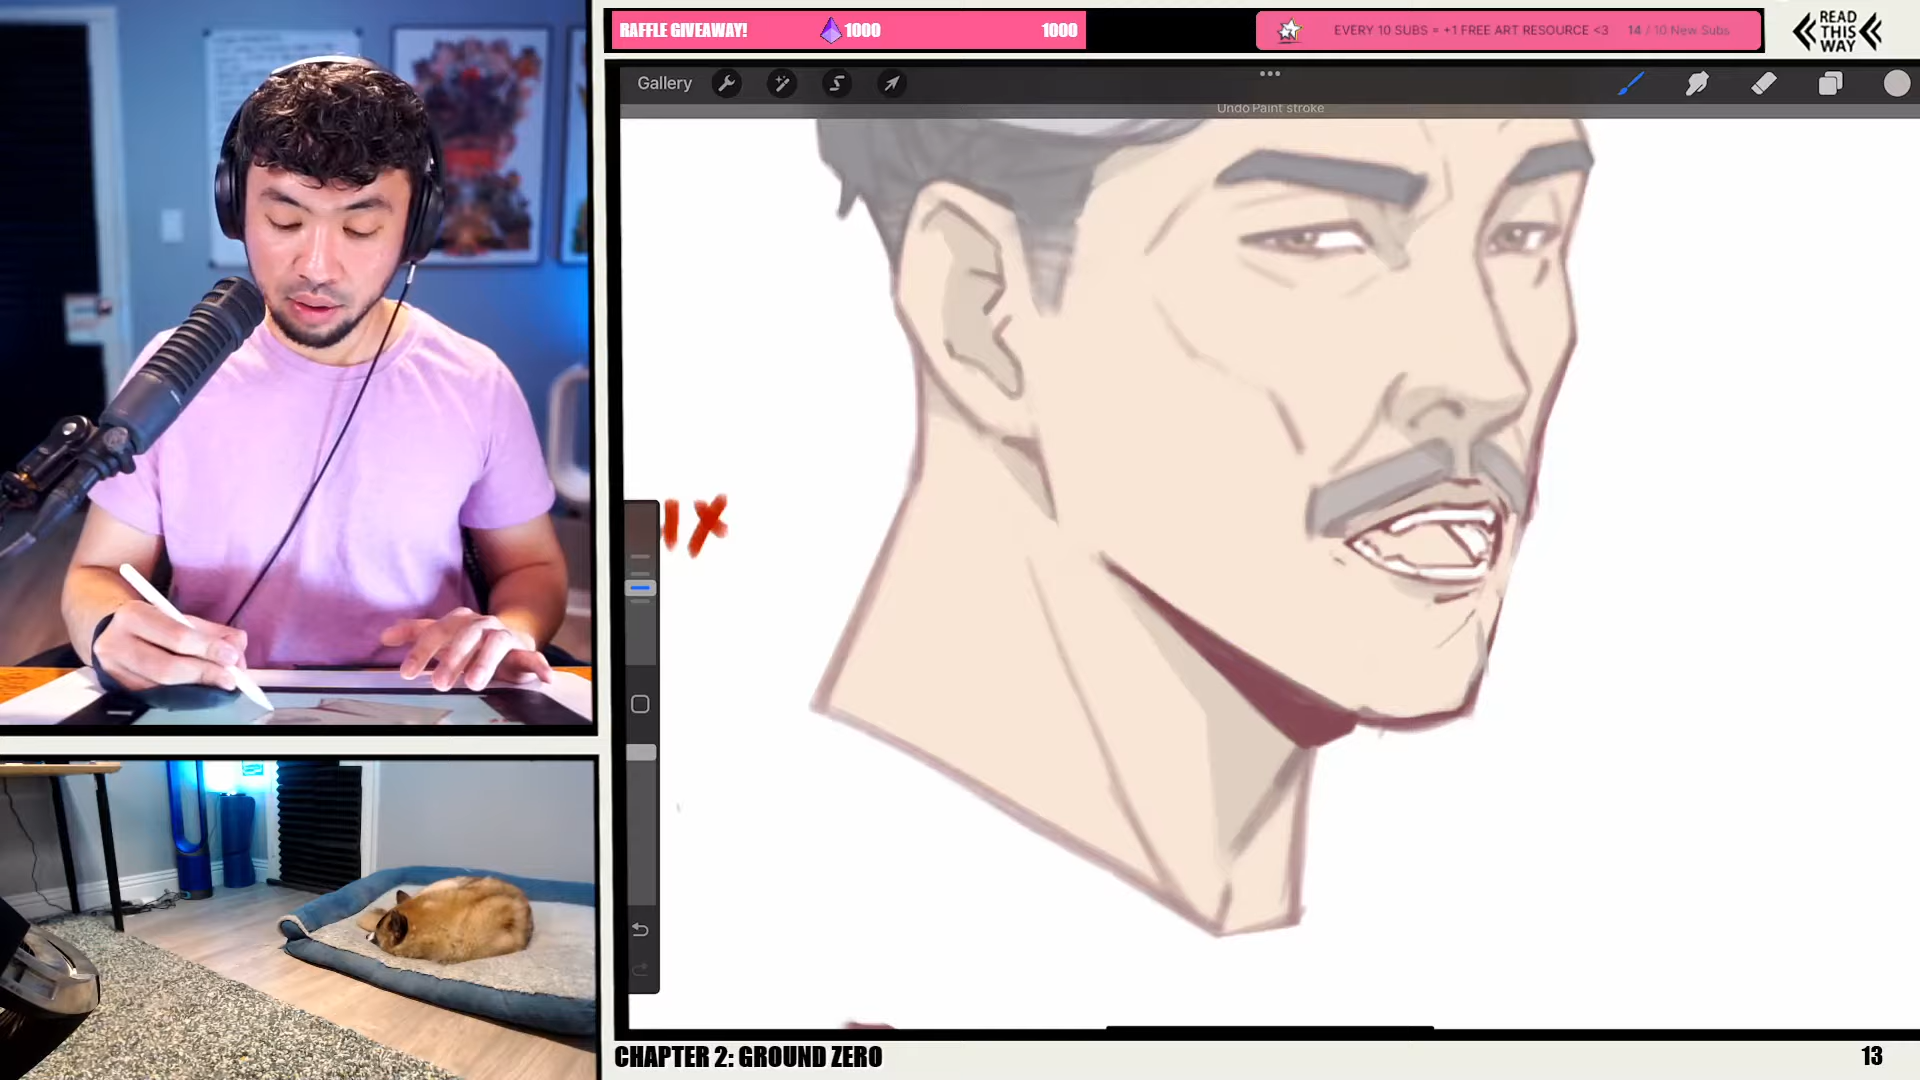 RAFFLE GIVEAWAY! 1000 1000
EVERY 10 SUBS = +1 FREE ART RESOURCE <3 14 / 10 New Subs
READ
THIS
WAY
Gallery
Undo Paint stroke
1X
CHAPTER 2: GROUND ZERO
13